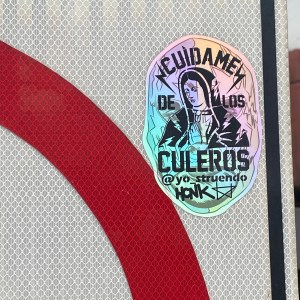 CUIDAME
DE LOS
CULEROS
@yo_struendo
HONK